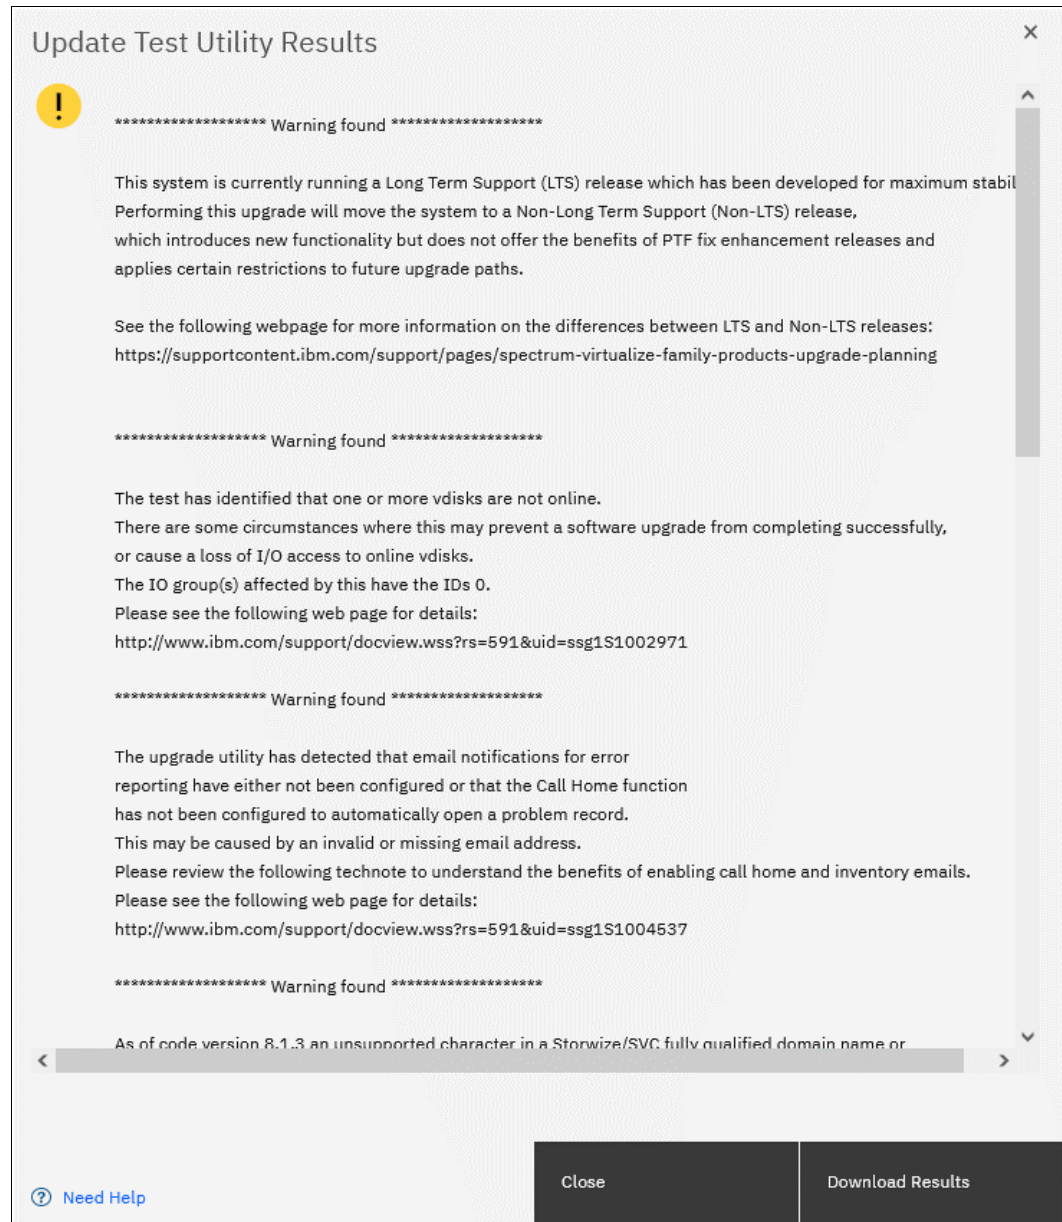 Update Test Utility Results
******************* Warning found *******************
This system is currently running a Long Term Support (LTS) release which has been developed for maximum stabil
Performing this upgrade will move the system to a Non-Long Term Support (Non-LTS) release,
which introduces new functionality but does not offer the benefits of PTF fix enhancement releases and
applies certain restrictions to future upgrade paths.
See the following webpage for more information on the differences between LTS and Non-LTS releases:
https://supportcontent.ibm.com/support/pages/spectrum-virtualize-family-products-upgrade-planning
******************* Warning found *******************
The test has identified that one or more vdisks are not online.
There are some circumstances where this may prevent a software upgrade from completing successfully,
or cause a loss of I/O access to online vdisks.
The IO group(s) affected by this have the IDs 0.
Please see the following web page for details:
http://www.ibm.com/support/docview.wss?rs=591&uid=ssg1S1002971
******************* Warning found *******************
The upgrade utility has detected that email notifications for error
reporting have either not been configured or that the Call Home function
has not been configured to automatically open a problem record.
This may be caused by an invalid or missing email address.
Please review the following technote to understand the benefits of enabling call home and inventory emails.
Please see the following web page for details:
http://www.ibm.com/support/docview.wss?rs=591&uid=ssg1S1004537
******************* Warning found *******************
As of code version 8.1.3 an unsupported character in a Storwize/SVC fully qualified domain name or
Need Help
Close
Download Results